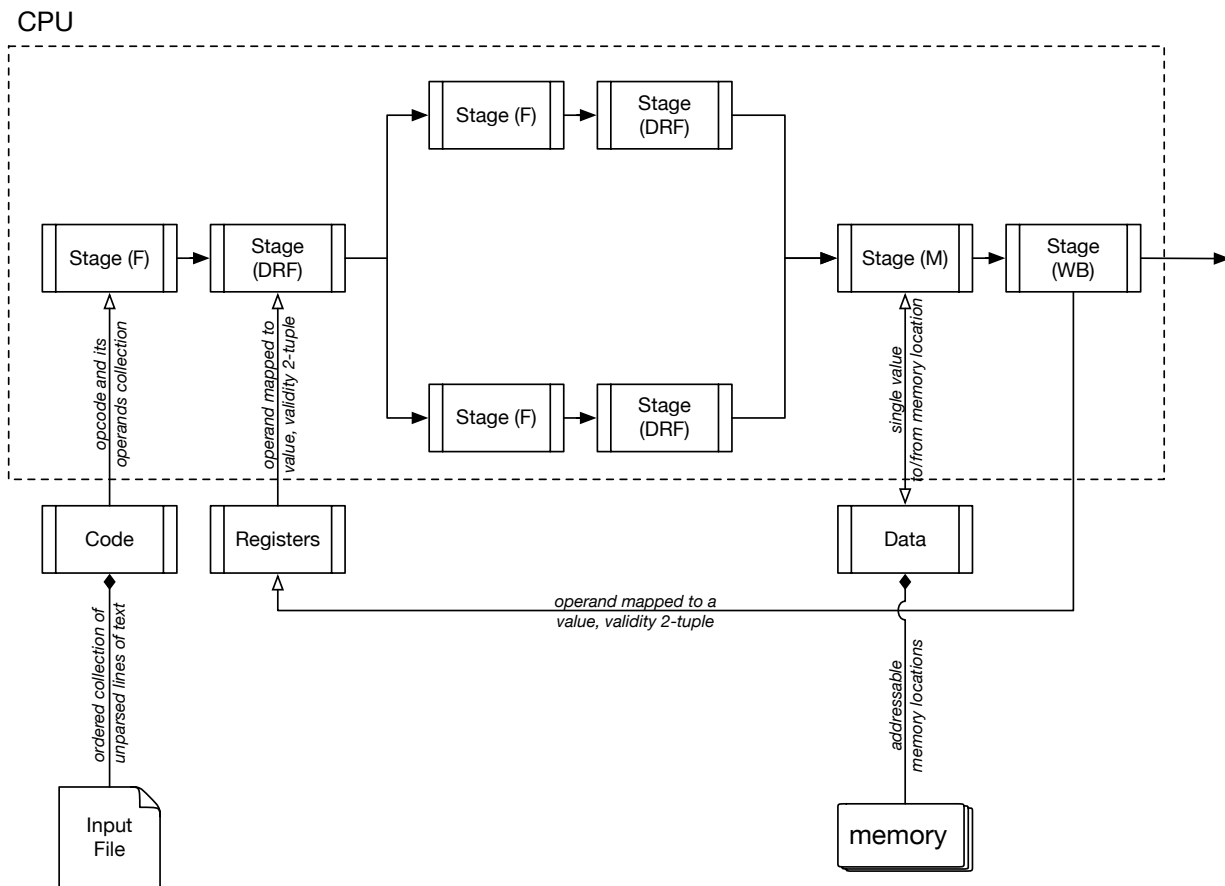 CPU
Stage (F)
Stage
(DRF)
Stage (F)
Stage
(DRF)
Stage (M)
Stage
(WB)
Stage (F)
Stage
(DRF)
opcode and its
operands collection
operand mapped to
value, validity 2-tuple
single value
to/from memory location
Code
Registers
Data
operand mapped to a
value, validity 2-tuple
ordered collection of
unparsed lines of text
addressable
memory locations
Input
File
memory